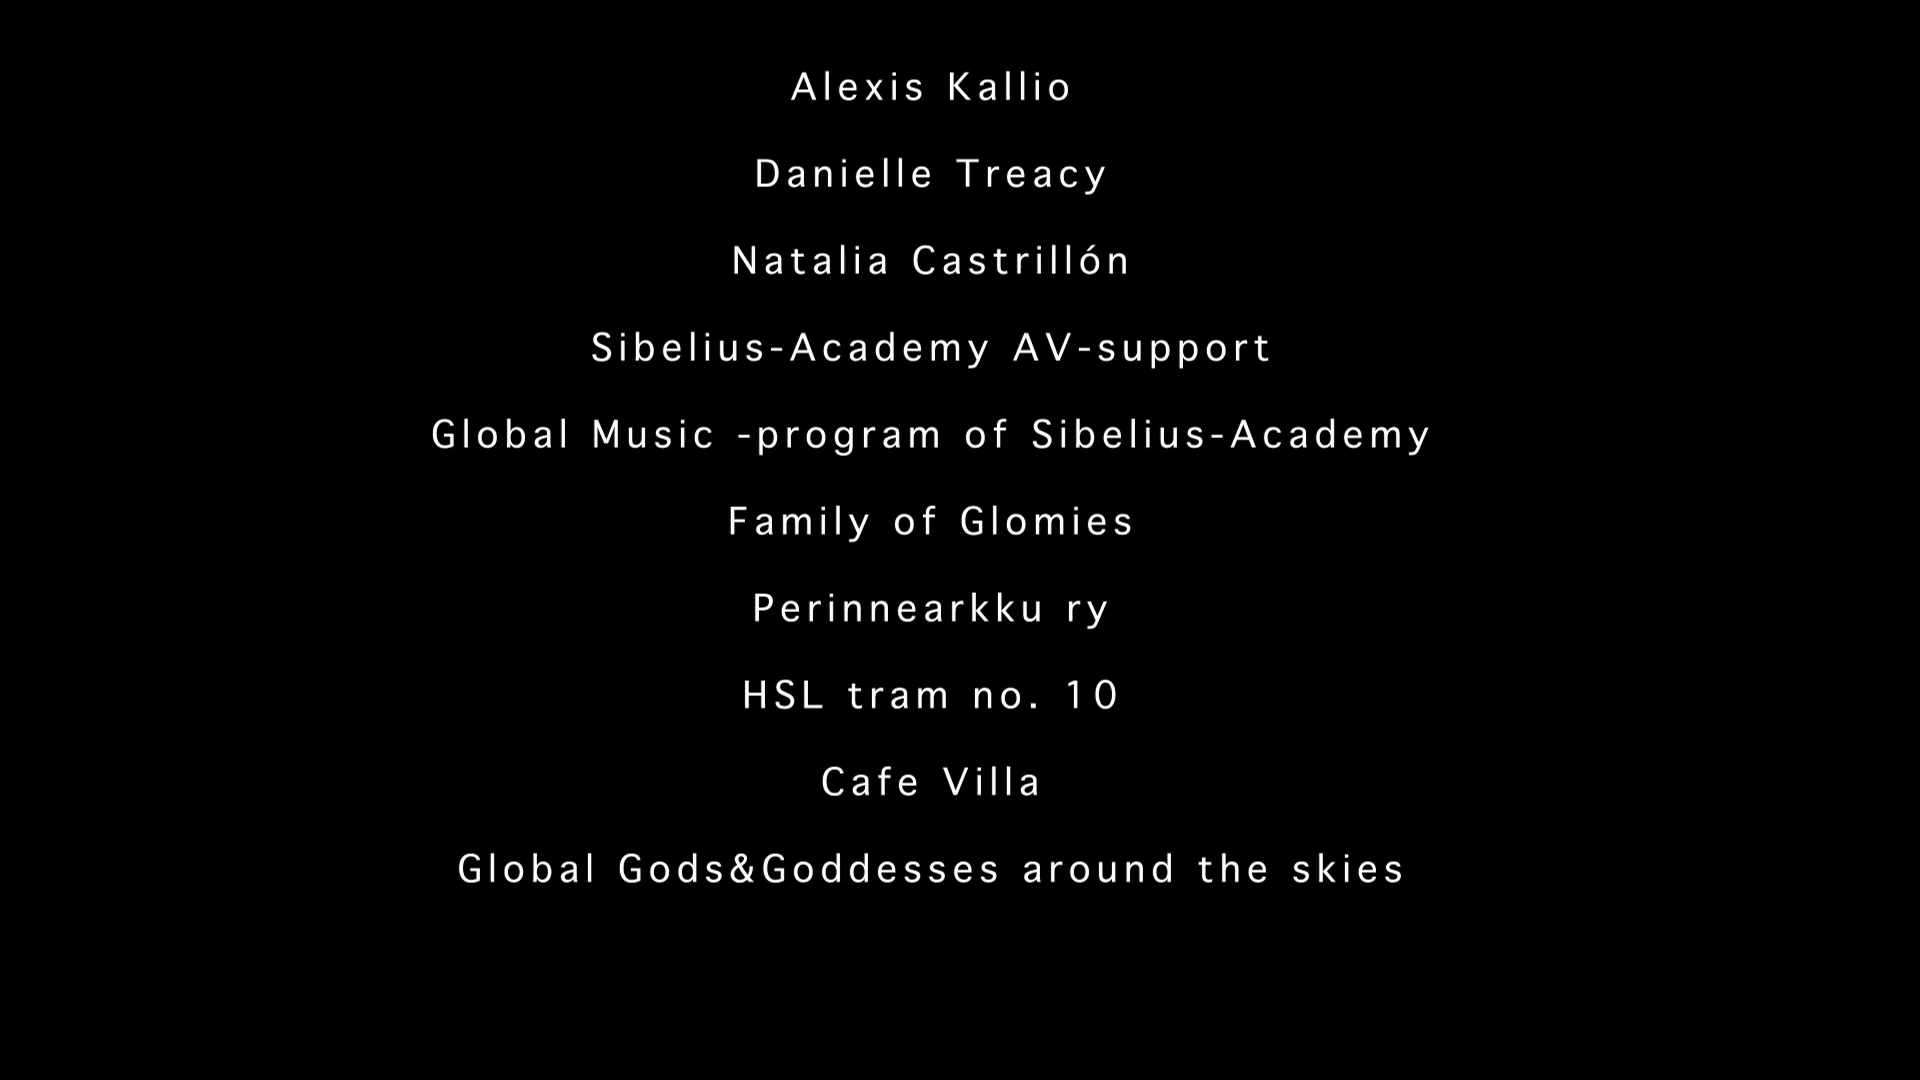 Alexis Kallio
Danielle Treacy
Natalia Castrillón
Sibelius-Academy AV-support
Global Music -program of Sibelius-Academy
Family of Glomies
Perinnearkku ry
HSL tram no. 10
Cafe Villa
Global Gods&Goddesses around the skies